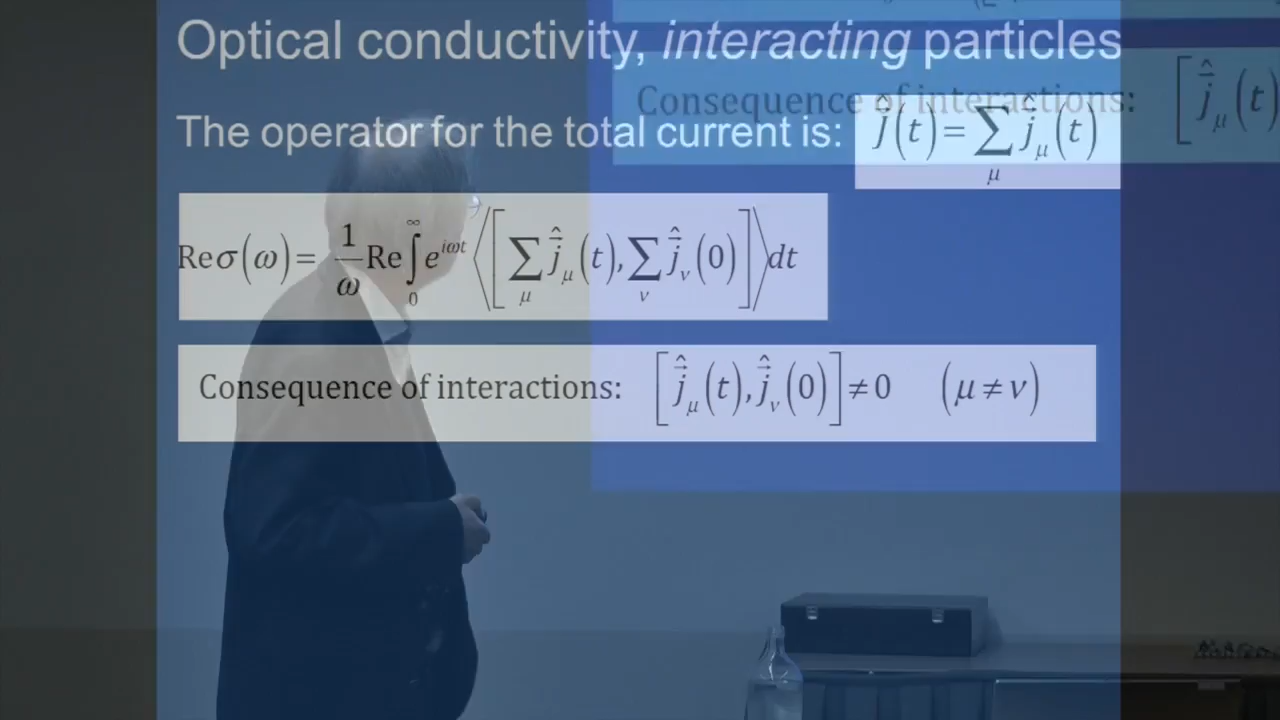 Optical conductivity, interacting particles
The operator for the total current is: ĵ(t) = ∑_μ ĵ_μ(t)
Reσ(ω) = 1/ω Re ∫_0^∞ e^{iωt} ⟨[∑_μ ĵ_μ(t), ∑_ν ĵ_ν(0)]⟩ dt
Consequence of interactions: [ĵ_μ(t), ĵ_ν(0)] ≠ 0 (μ ≠ ν)
Consequence of interactions: [ĵ_μ(t)